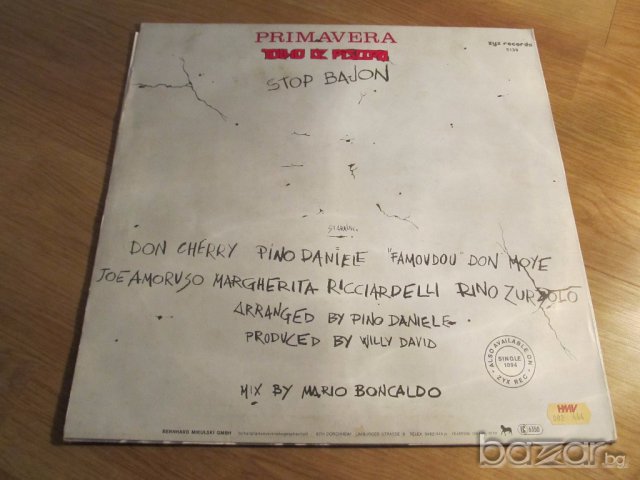 PRIMAVERA
zyx records
5139
STOP BAJON
STARRING
DON CHERRY PINO DANIELE "FAMOUDOU" DON MOYE
JOE AMORUSO MARGHERITA RICCIARDELLI RINO ZURZOLO
ARRANGED BY PINO DANIELE
PRODUCED BY WILLY DAVID
ALSO AVAILABLE ON
SINGLE
1094
ZYX REC.
MIX BY MARIO BONCALDO
HMV
BERNHARD MIKULSKI GMBH
bazar.bg